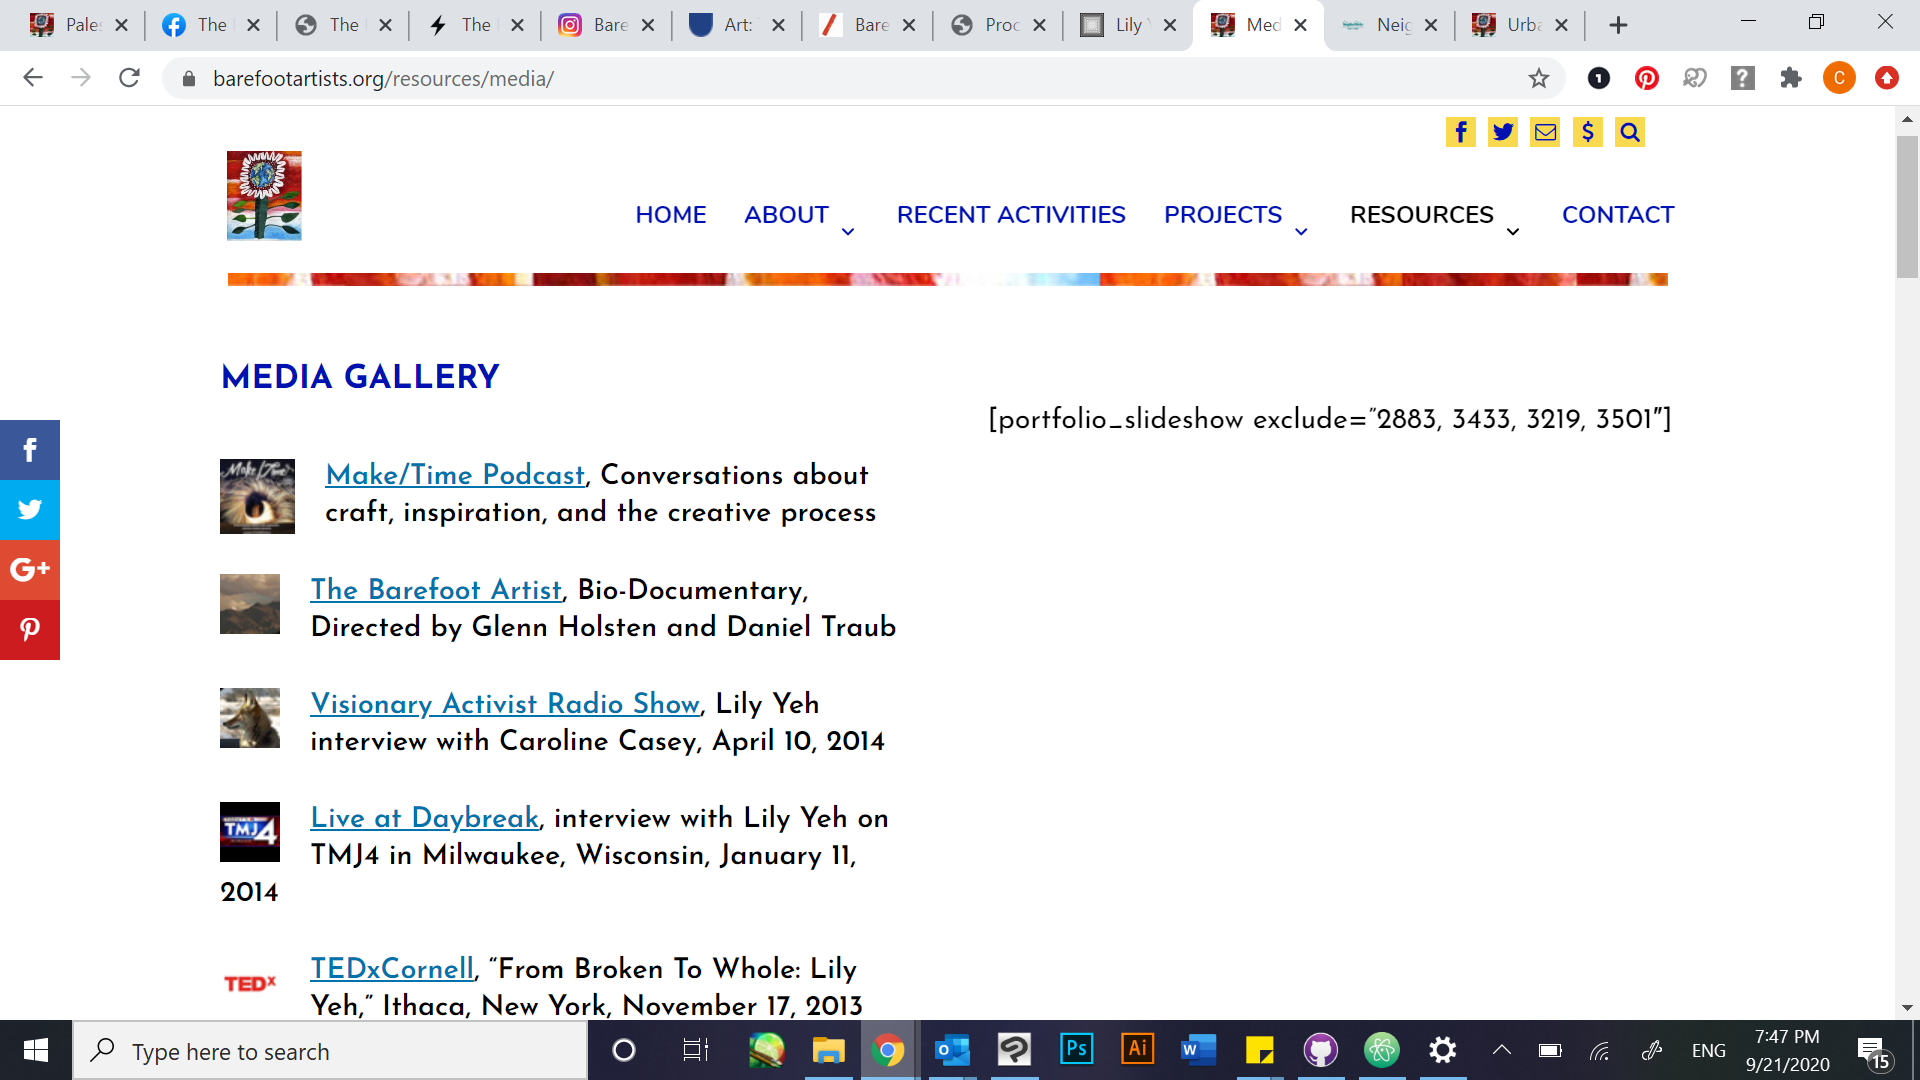 Pales
The
The
The
Bare
Art:
Bare
Proc
Lily
Med
Neig
Urba
barefootartists.org/resources/media/
C
HOME
ABOUT
RECENT ACTIVITIES
PROJECTS
RESOURCES
CONTACT
MEDIA GALLERY
[portfolio_slideshow exclude=”2883, 3433, 3219, 3501″]
Make/Time
Make/Time Podcast, Conversations about
craft, inspiration, and the creative process
The Barefoot Artist, Bio-Documentary,
Directed by Glenn Holsten and Daniel Traub
Visionary Activist Radio Show, Lily Yeh
interview with Caroline Casey, April 10, 2014
TMJ4
Live at Daybreak, interview with Lily Yeh on
TMJ4 in Milwaukee, Wisconsin, January 11,
2014
TEDx
TEDxCornell, “From Broken To Whole: Lily
Yeh,” Ithaca, New York, November 17, 2013
Type here to search
Ps
Ai
ENG
7:47 PM
9/21/2020
15